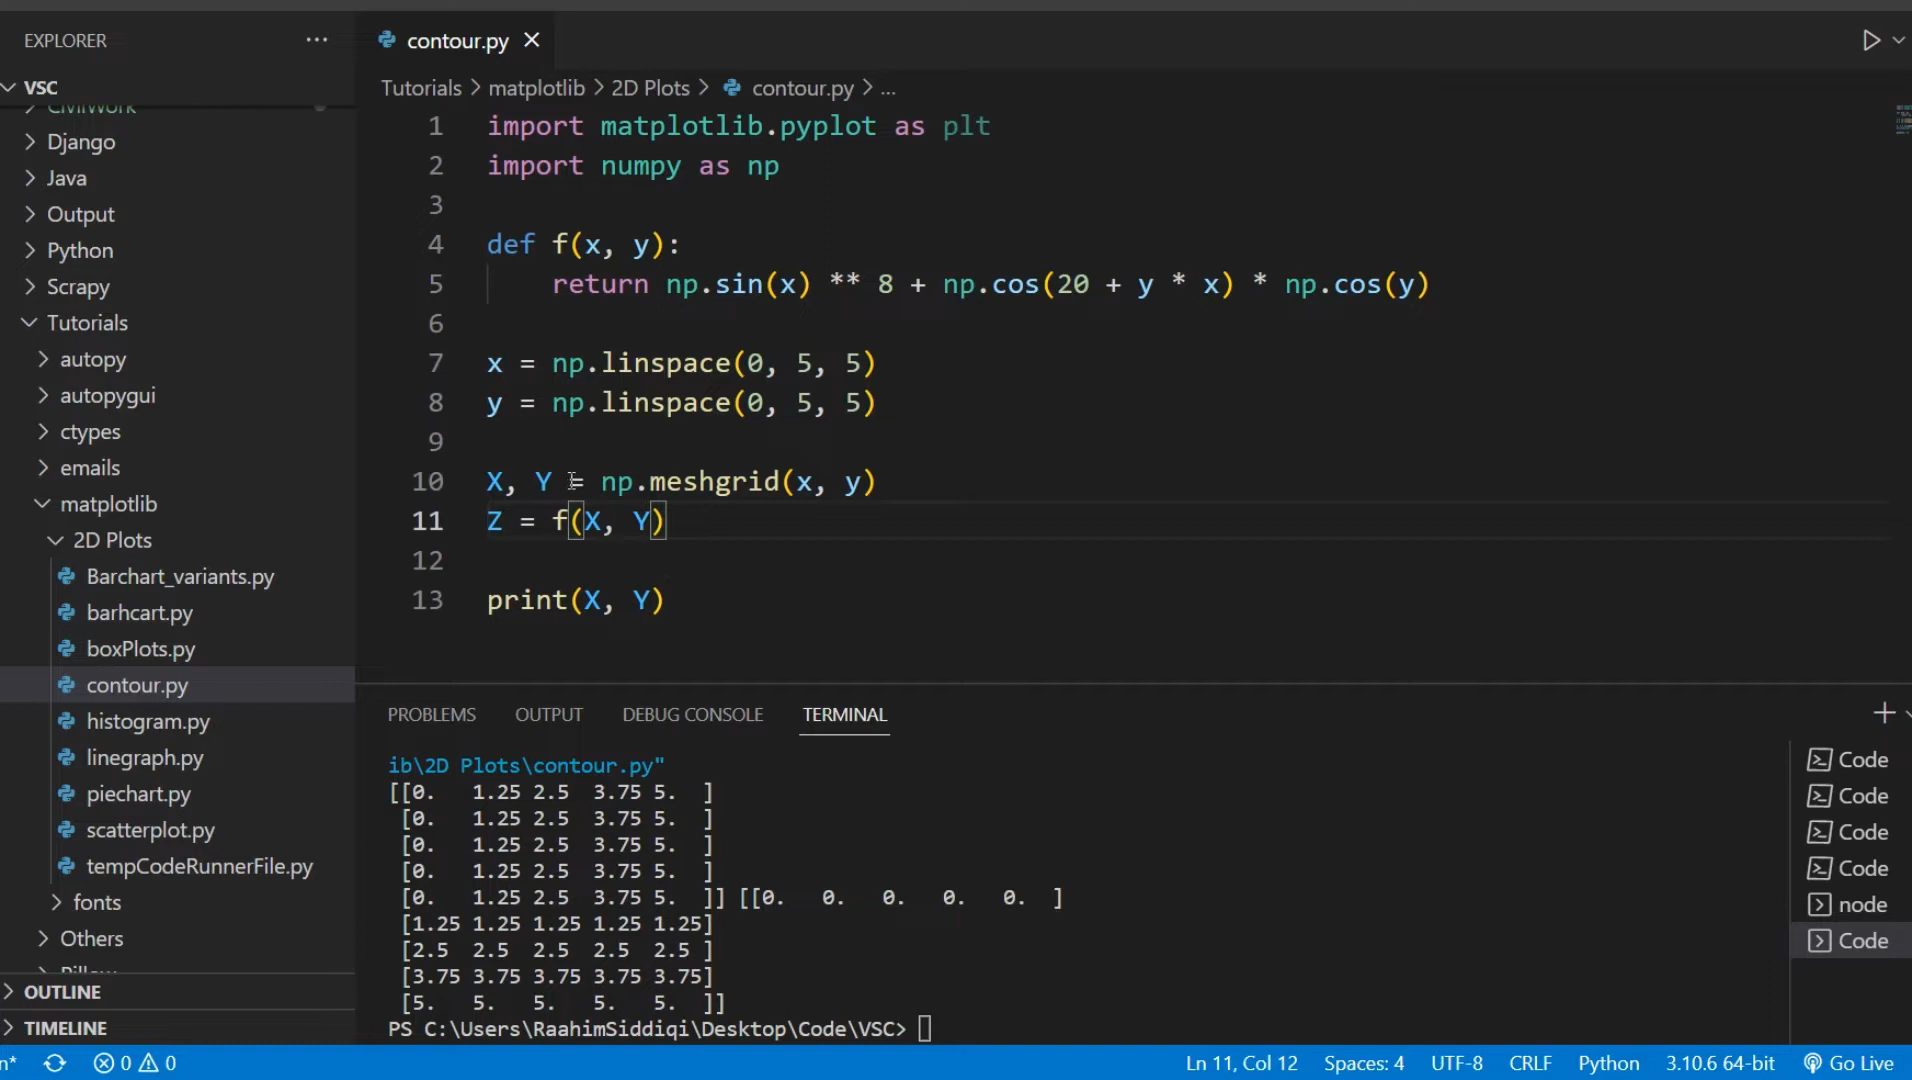 EXPLORER
···
contour.py
VSC
Tutorials > matplotlib > 2D Plots > contour.py > ...
CivilWork
Django
Java
Output
Python
Scrapy
Tutorials
autopy
autopygui
ctypes
emails
matplotlib
2D Plots
Barchart_variants.py
barhcart.py
boxPlots.py
contour.py
histogram.py
linegraph.py
piechart.py
scatterplot.py
tempCodeRunnerFile.py
fonts
Others
Pillow
OUTLINE
TIMELINE
1 import matplotlib.pyplot as plt
2 import numpy as np
3
4 def f(x, y):
5 return np.sin(x) ** 8 + np.cos(20 + y * x) * np.cos(y)
6
7 x = np.linspace(0, 5, 5)
8 y = np.linspace(0, 5, 5)
9
10 X, Y = np.meshgrid(x, y)
11 Z = f(X, Y)
12
13 print(X, Y)
PROBLEMS OUTPUT DEBUG CONSOLE TERMINAL
ib\2D Plots\contour.py"
[[0.   1.25 2.5  3.75 5.  ]
 [0.   1.25 2.5  3.75 5.  ]
 [0.   1.25 2.5  3.75 5.  ]
 [0.   1.25 2.5  3.75 5.  ]
 [0.   1.25 2.5  3.75 5.  ]] [[0.   0.   0.   0.   0.  ]
 [1.25 1.25 1.25 1.25 1.25]
 [2.5  2.5  2.5  2.5  2.5 ]
 [3.75 3.75 3.75 3.75 3.75]
 [5.   5.   5.   5.   5.  ]]
PS C:\Users\RaahimSiddiqi\Desktop\Code\VSC>
Code
Code
Code
Code
node
Code
n* 0 0 Ln 11, Col 12 Spaces: 4 UTF-8 CRLF Python 3.10.6 64-bit Go Live